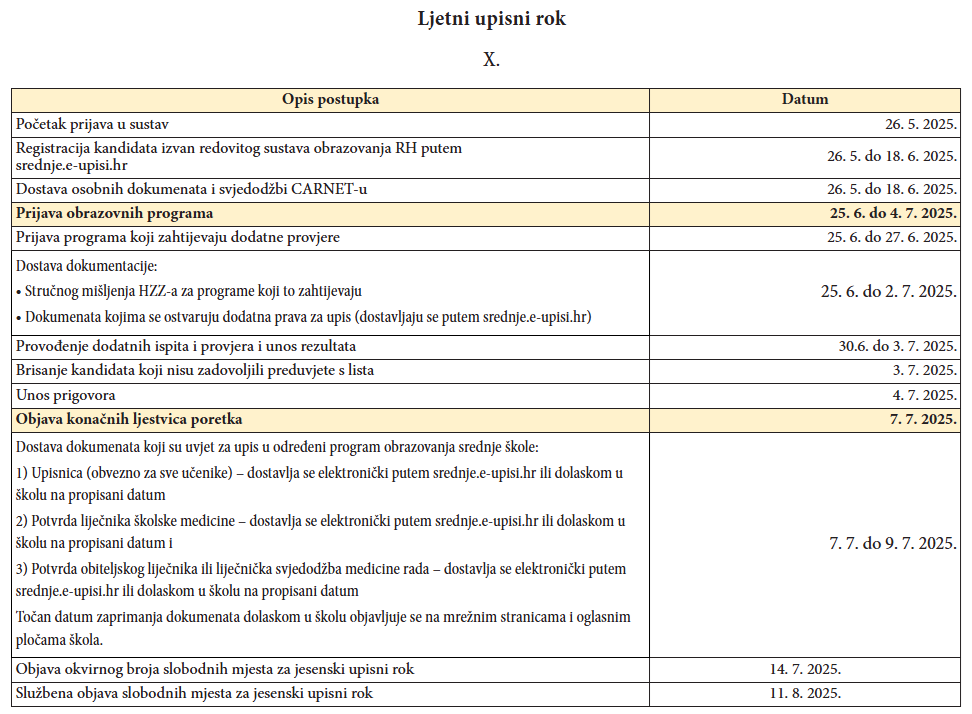 Ljetni upisni rok
X.
Opis postupka Datum
Početak prijava u sustav 26. 5. 2025.
Registracija kandidata izvan redovitog sustava obrazovanja RH putem
srednje.e-upisi.hr 26. 5. do 18. 6. 2025.
Dostava osobnih dokumenata i svjedodžbi CARNET-u 26. 5. do 18. 6. 2025.
Prijava obrazovnih programa 25. 6. do 4. 7. 2025.
Prijava programa koji zahtijevaju dodatne provjere 25. 6. do 27. 6. 2025.
Dostava dokumentacije:
• Stručnog mišljenja HZZ-a za programe koji to zahtijevaju 25. 6. do 2. 7. 2025.
• Dokumenata kojima se ostvaruju dodatna prava za upis (dostavljaju se putem srednje.e-upisi.hr)
Provođenje dodatnih ispita i provjera i unos rezultata 30.6. do 3. 7. 2025.
Brisanje kandidata koji nisu zadovoljili preduvjete s lista 3. 7. 2025.
Unos prigovora 4. 7. 2025.
Objava konačnih ljestvica poretka 7. 7. 2025.
Dostava dokumenata koji su uvjet za upis u određeni program obrazovanja srednje škole:
1) Upisnica (obvezno za sve učenike) – dostavlja se elektronički putem srednje.e-upisi.hr ili dolaskom u
školu na propisani datum
2) Potvrda liječnika školske medicine – dostavlja se elektronički putem srednje.e-upisi.hr ili dolaskom u
školu na propisani datum i 7. 7. do 9. 7. 2025.
3) Potvrda obiteljskog liječnika ili liječnička svjedodžba medicine rada – dostavlja se elektronički putem
srednje.e-upisi.hr ili dolaskom u školu na propisani datum
Točan datum zaprimanja dokumenata dolaskom u školu objavljuje se na mrežnim stranicama i oglasnim
pločama škola.
Objava okvirnog broja slobodnih mjesta za jesenski upisni rok 14. 7. 2025.
Službena objava slobodnih mjesta za jesenski upisni rok 11. 8. 2025.